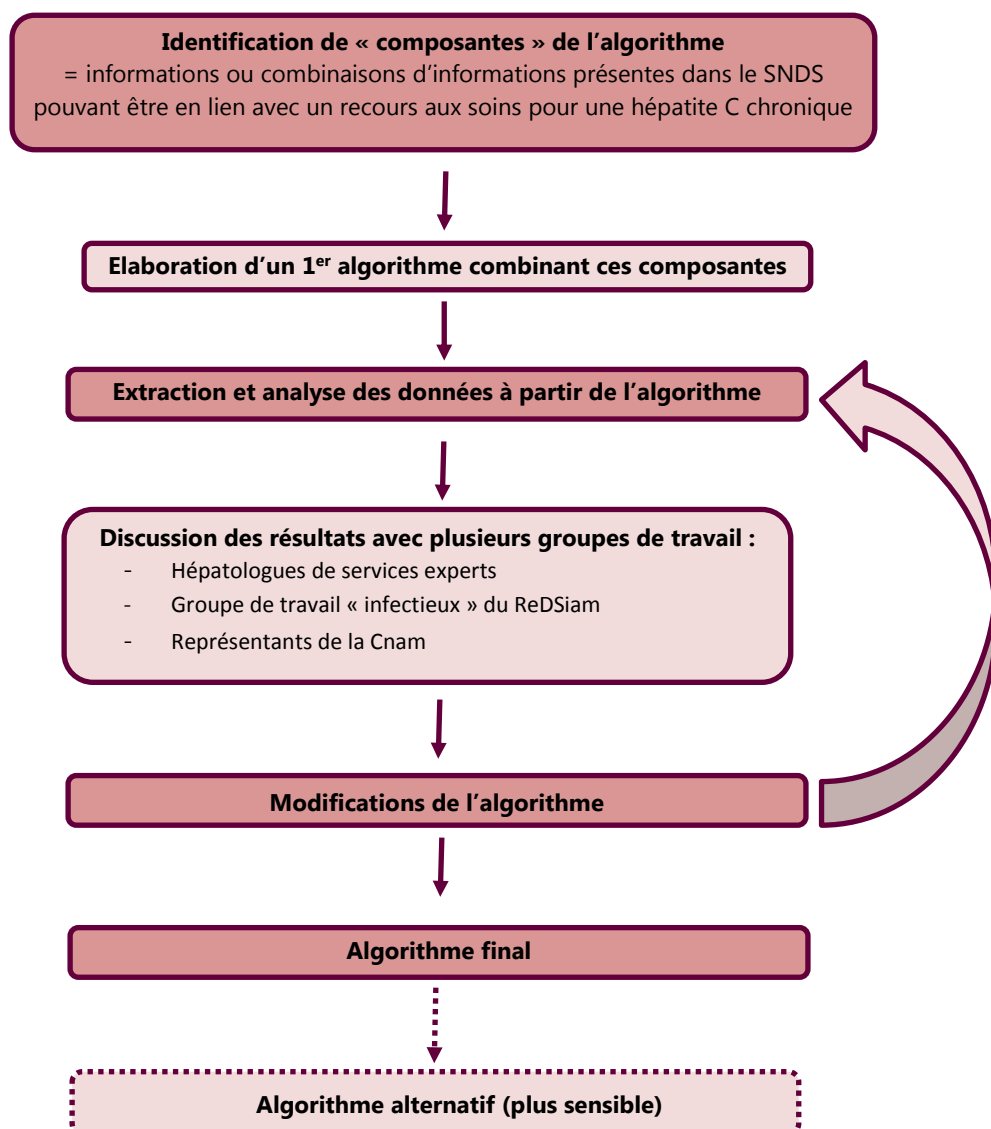 Identification de « composantes » de l’algorithme
= informations ou combinaisons d’informations présentes dans le SNDS
pouvant être en lien avec un recours aux soins pour une hépatite C chronique
Elaboration d’un 1er algorithme combinant ces composantes
Extraction et analyse des données à partir de l’algorithme
Discussion des résultats avec plusieurs groupes de travail :
- Hépatologues de services experts
- Groupe de travail « infectieux » du ReDSiam
- Représentants de la Cnam
Modifications de l’algorithme
Algorithme final
Algorithme alternatif (plus sensible)